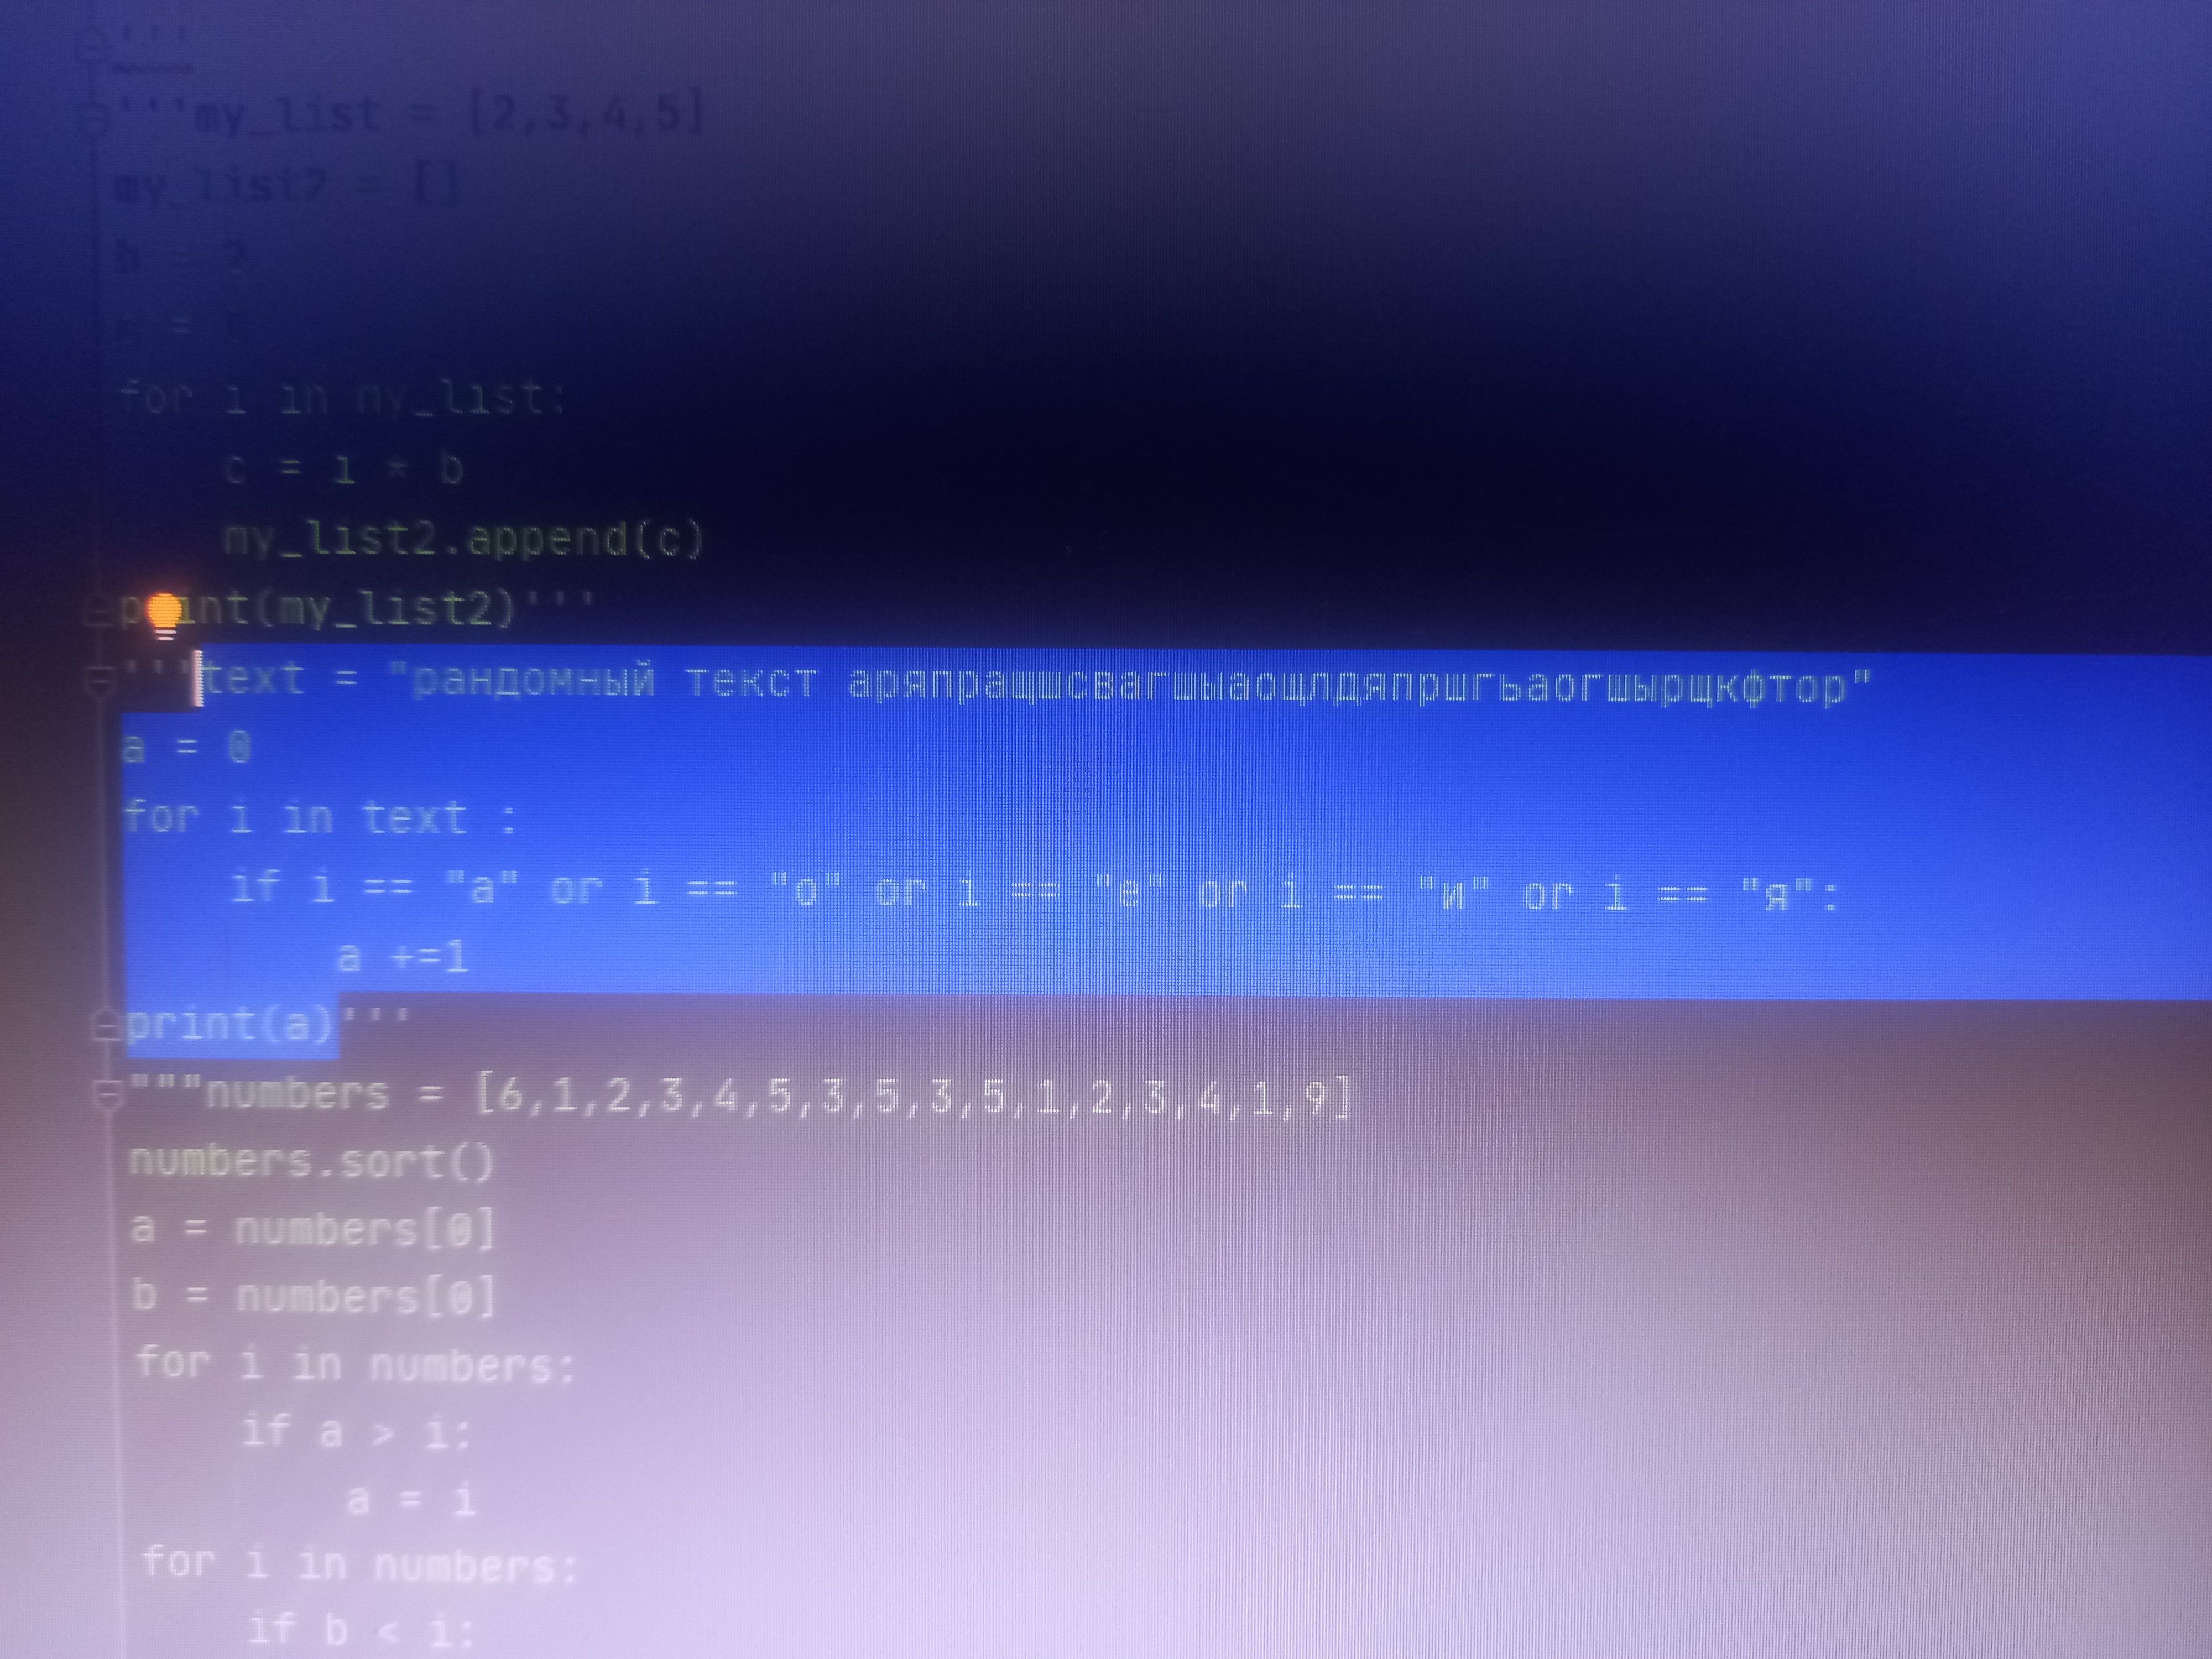 '''
'''my_list = [2,3,4,5]
my_list2 = []
b = 2
c = 0
for i in my_list:
    c = i * b
    my_list2.append(c)
print(my_list2)'''
'''text = "рандомный текст аряпращшсвагшыаощлдяпршгьаогшырщкфтор"
a = 0
for i in text :
    if i == "а" or i == "о" or i == "е" or i == "и" or i == "я":
        a +=1
print(a)'''
"""numbers = [6,1,2,3,4,5,3,5,3,5,1,2,3,4,1,9]
numbers.sort()
a = numbers[0]
b = numbers[0]
for i in numbers:
    if a > i:
        a = i
for i in numbers:
    if b < i: